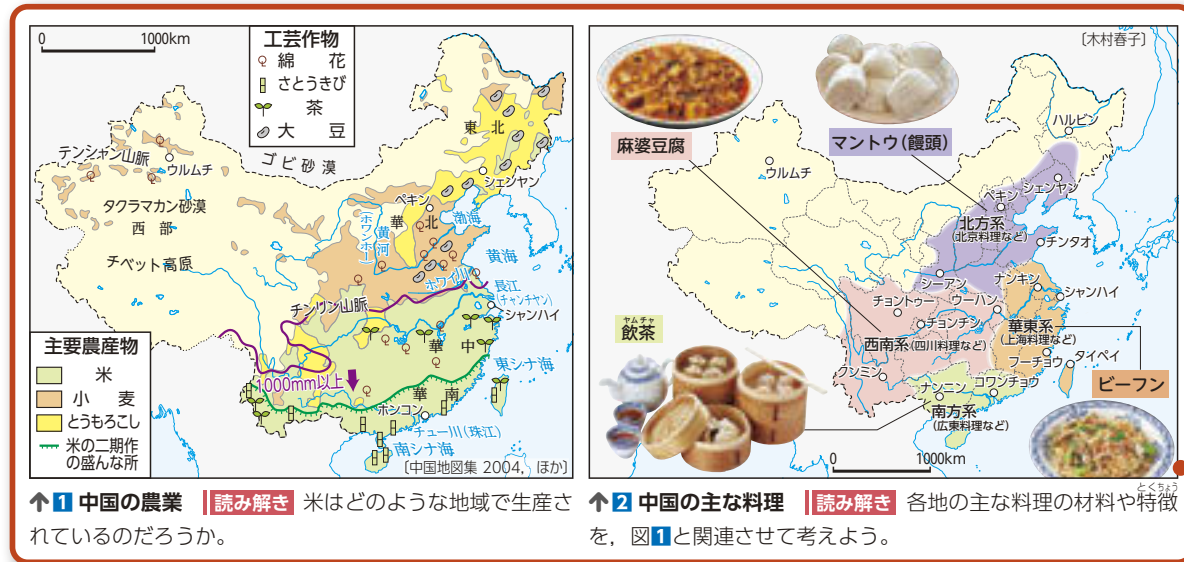 0 1000km
工芸作物
綿花
さとうきび
茶
大豆
東北
テンシャン山脈
ウルムチ
ゴビ砂漠
シェンヤン
タクラマカン砂漠
西部
ペキン
華北
渤海
黄河
(ホワンホー)
チベット高原
黄海
ホワイ川
チンリン山脈
長江
(チャンチヤン)
シャンハイ
主要農産物
米
小麦
とうもろこし
米の二期作
の盛んな所
華中
東シナ海
1000mm以上
華南
ホンコン
チュー川(珠江)
南シナ海
〔中国地図集 2004, ほか〕
↑1 中国の農業 読み解き 米はどのような地域で生産さ
れているのだろうか。
〔木村春子〕
麻婆豆腐
マントウ(饅頭)
ハルビン
ウルムチ
シェンヤン
ペキン
北方系
(北京料理など)
チンタオ
シーアン
ナンキン
チョントゥー
ウーハン
シャンハイ
ヤムチャ
飲茶
チョンチン
華東系
(上海料理など)
西南系(四川料理など)
クンミン
フーチョウ
タイペイ
ビーフン
ナンニン
コワンチョウ
南方系
(広東料理など)
0 1000km
↑2 中国の主な料理 読み解き 各地の主な料理の材料や特徴
とくちょう
を，図1と関連させて考えよう。